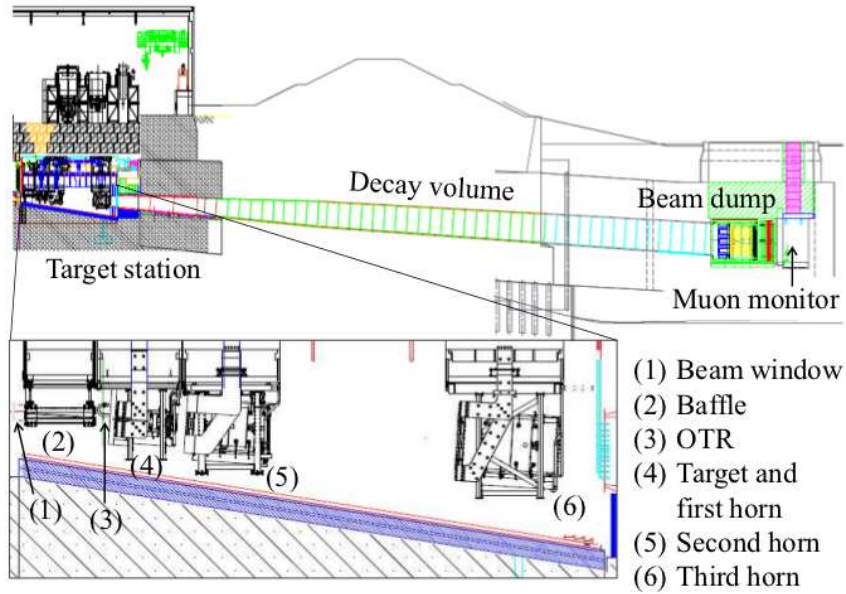 Decay volume
Beam dump
Target station
Muon monitor
(1) Beam window
(2) Baffle
(3) OTR
(4) Target and
first horn
(5) Second horn
(6) Third horn
(2)
(4)
(5)
(6)
(1)
(3)